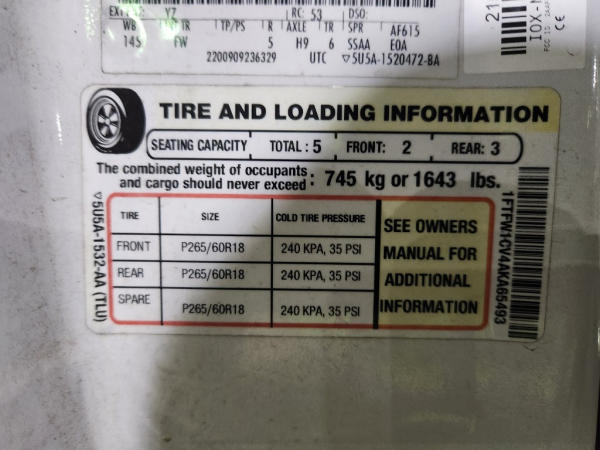 RC: 53 DSO:
WB TR TP/PS R AXLE TR SPR AF615
145 FW 5 H9 6 SSAA E0A
2200909236329 UTC ▽5U5A-1520472-BA
TIRE AND LOADING INFORMATION
SEATING CAPACITY TOTAL : 5 FRONT: 2 REAR: 3
The combined weight of occupants
and cargo should never exceed : 745 kg or 1643 lbs.
TIRE SIZE COLD TIRE PRESSURE
FRONT P265/60R18 240 KPA, 35 PSI
REAR P265/60R18 240 KPA, 35 PSI
SPARE P265/60R18 240 KPA, 35 PSI
SEE OWNERS
MANUAL FOR
ADDITIONAL
INFORMATION
▽5U5A-1532-AA (TLU)
1FTFW1CV4AKA65493